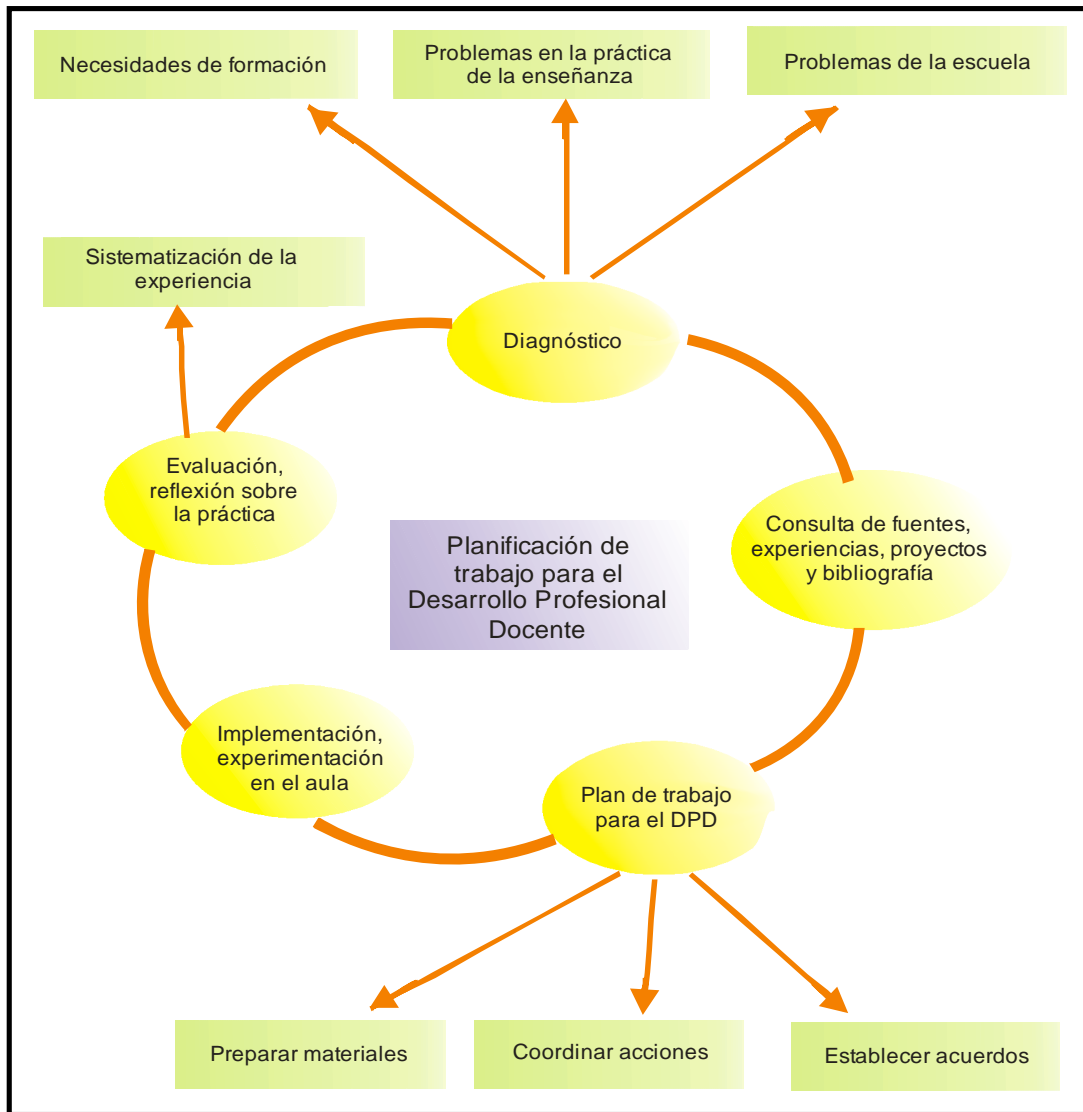 Necesidades de formación
Problemas en la práctica
de la enseñanza
Problemas de la escuela
Sistematización de la
experiencia
Diagnóstico
Evaluación,
reflexión sobre
la práctica
Consulta de fuentes,
experiencias, proyectos
y bibliografía
Planificación de
trabajo para el
Desarrollo Profesional
Docente
Implementación,
experimentación
en el aula
Plan de trabajo
para el DPD
Preparar materiales
Coordinar acciones
Establecer acuerdos